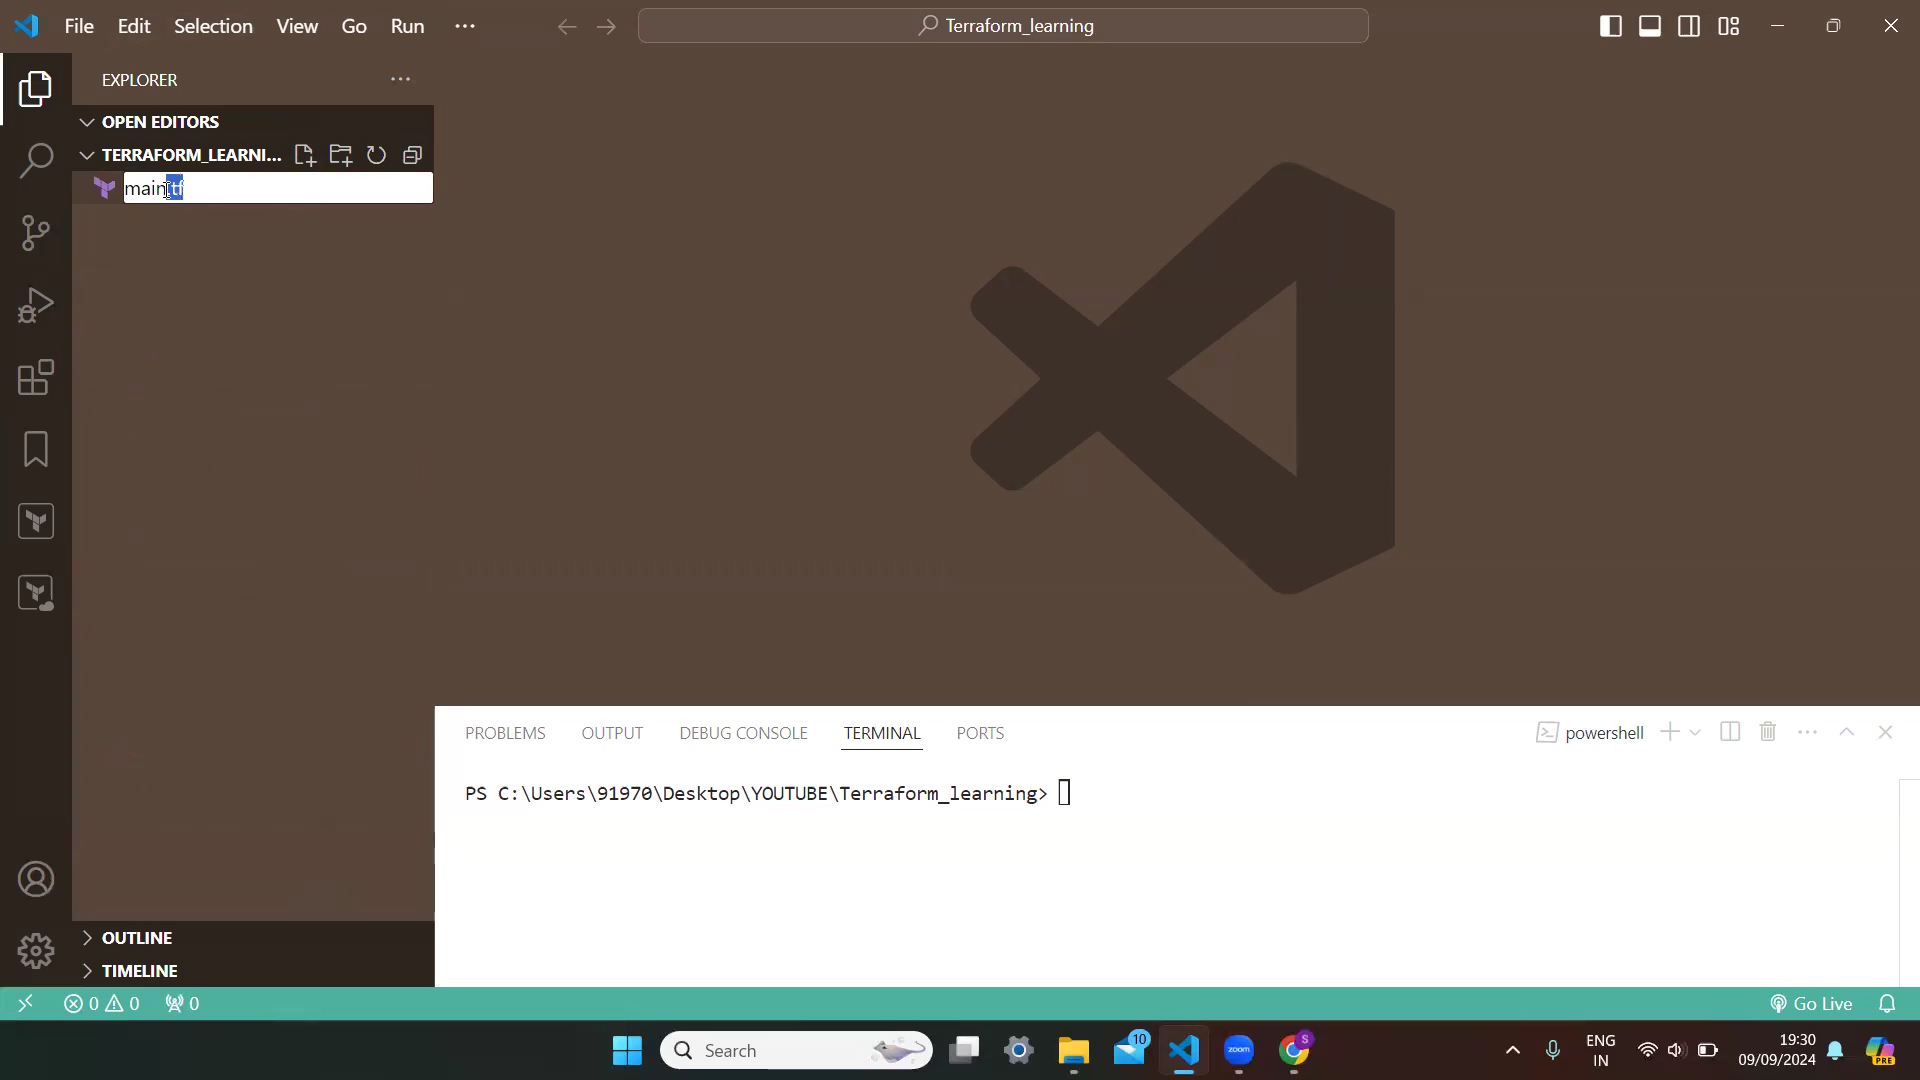 File Edit Selection View Go Run ···
Terraform_learning
EXPLORER ···
OPEN EDITORS
TERRAFORM_LEARNI...
main.tf
PROBLEMS OUTPUT DEBUG CONSOLE TERMINAL PORTS
powershell
PS C:\Users\91970\Desktop\YOUTUBE\Terraform_learning>
OUTLINE
TIMELINE
0 0 0
Go Live
Search
10
zoom
S
ENG
IN
19:30
09/09/2024
PRE